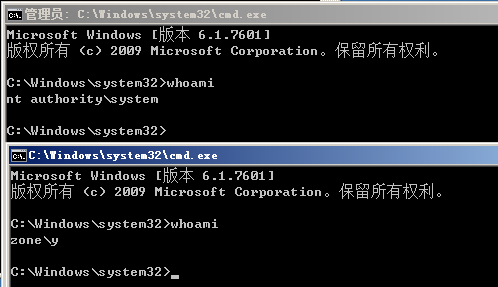 管理员: C:\Windows\system32\cmd.exe
Microsoft Windows [版本 6.1.7601]
版权所有 (c) 2009 Microsoft Corporation。保留所有权利。
C:\Windows\system32>whoami
nt authority\system
C:\Windows\system32>
C:\Windows\system32\cmd.exe
Microsoft Windows [版本 6.1.7601]
版权所有 (c) 2009 Microsoft Corporation。保留所有权利。
C:\Windows\system32>whoami
zone\y
C:\Windows\system32>_